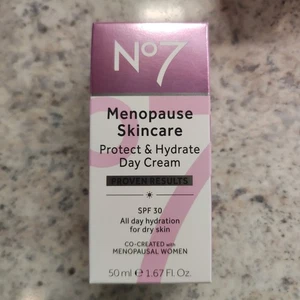 No7
Menopause
Skincare
Protect & Hydrate
Day Cream
PROVEN RESULTS
SPF 30
All day hydration
for dry skin
CO-CREATED with
MENOPAUSAL WOMEN
50 ml ℮ 1.67 Fl. Oz.